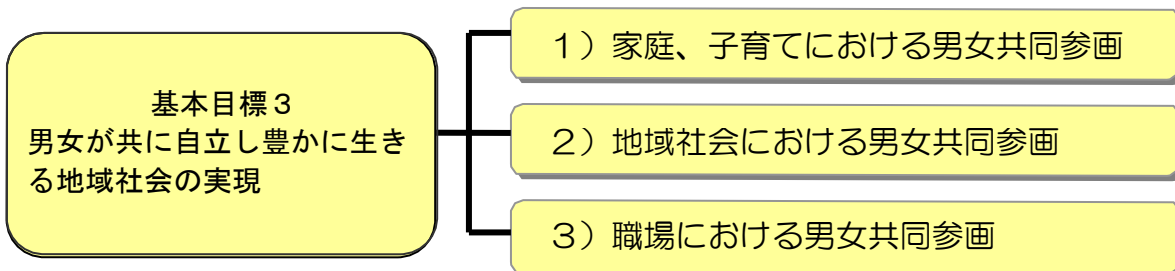 基本目標３
男女が共に自立し豊かに生き
る地域社会の実現
１）家庭、子育てにおける男女共同参画
２）地域社会における男女共同参画
３）職場における男女共同参画